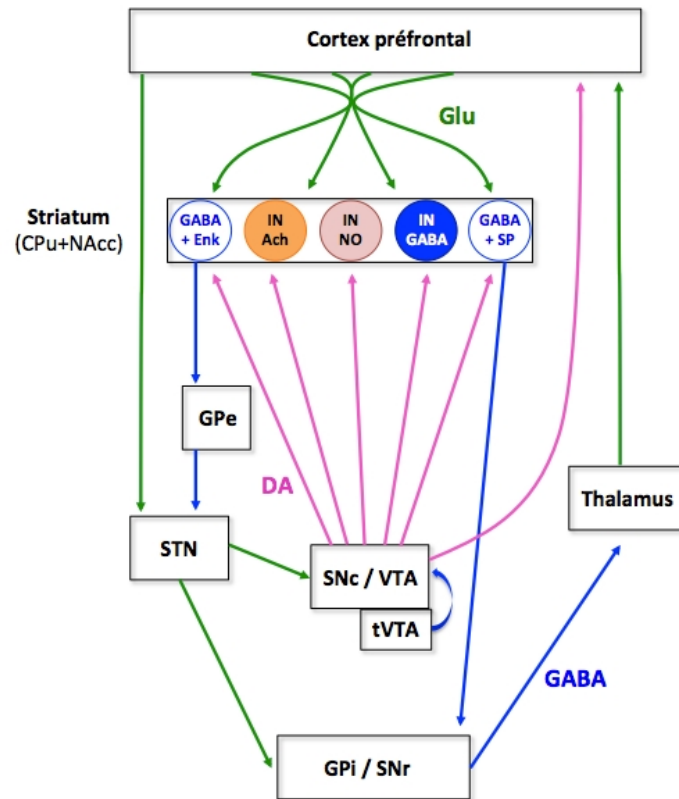 Cortex préfrontal
Glu
Striatum
(CPu+NAcc)
GABA
+ Enk
IN
Ach
IN
NO
IN
GABA
GABA
+ SP
GPe
DA
Thalamus
STN
SNc / VTA
tVTA
GABA
GPi / SNr